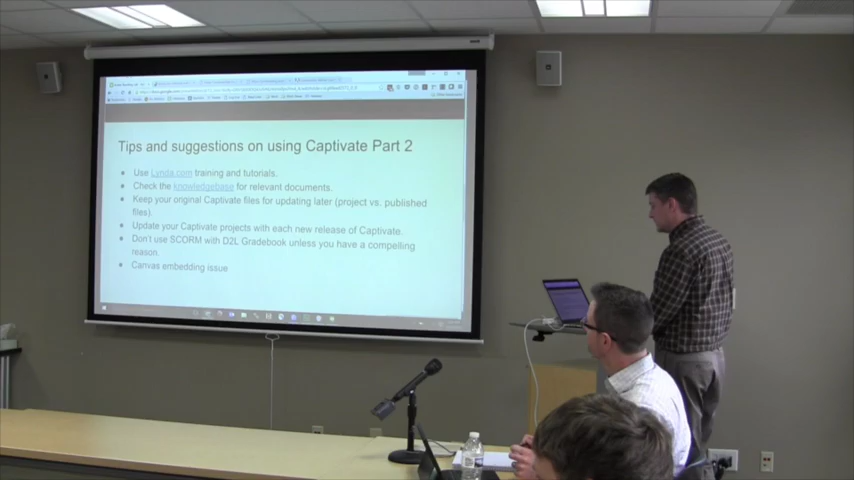 Tips and suggestions on using Captivate Part 2
● Use Lynda.com training and tutorials.
● Check the knowledgebase for relevant documents.
● Keep your original Captivate files for updating later (project vs. published
files).
● Update your Captivate projects with each new release of Captivate.
● Don't use SCORM with D2L Gradebook unless you have a compelling
reason.
● Canvas embedding issue